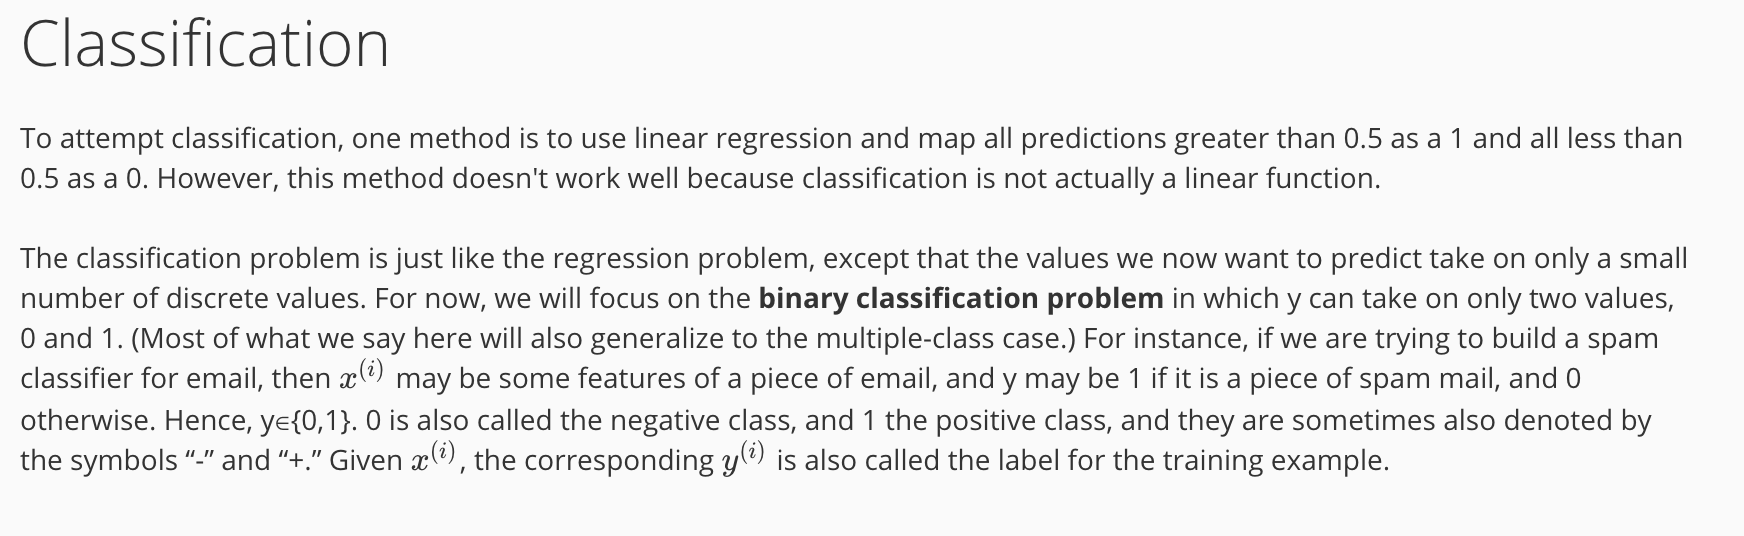 Classification
To attempt classification, one method is to use linear regression and map all predictions greater than 0.5 as a 1 and all less than
0.5 as a 0. However, this method doesn't work well because classification is not actually a linear function.
The classification problem is just like the regression problem, except that the values we now want to predict take on only a small
number of discrete values. For now, we will focus on the binary classification problem in which y can take on only two values,
0 and 1. (Most of what we say here will also generalize to the multiple-class case.) For instance, if we are trying to build a spam
classifier for email, then x^(i) may be some features of a piece of email, and y may be 1 if it is a piece of spam mail, and 0
otherwise. Hence, y∈{0,1}. 0 is also called the negative class, and 1 the positive class, and they are sometimes also denoted by
the symbols “-” and “+.” Given x^(i), the corresponding y^(i) is also called the label for the training example.